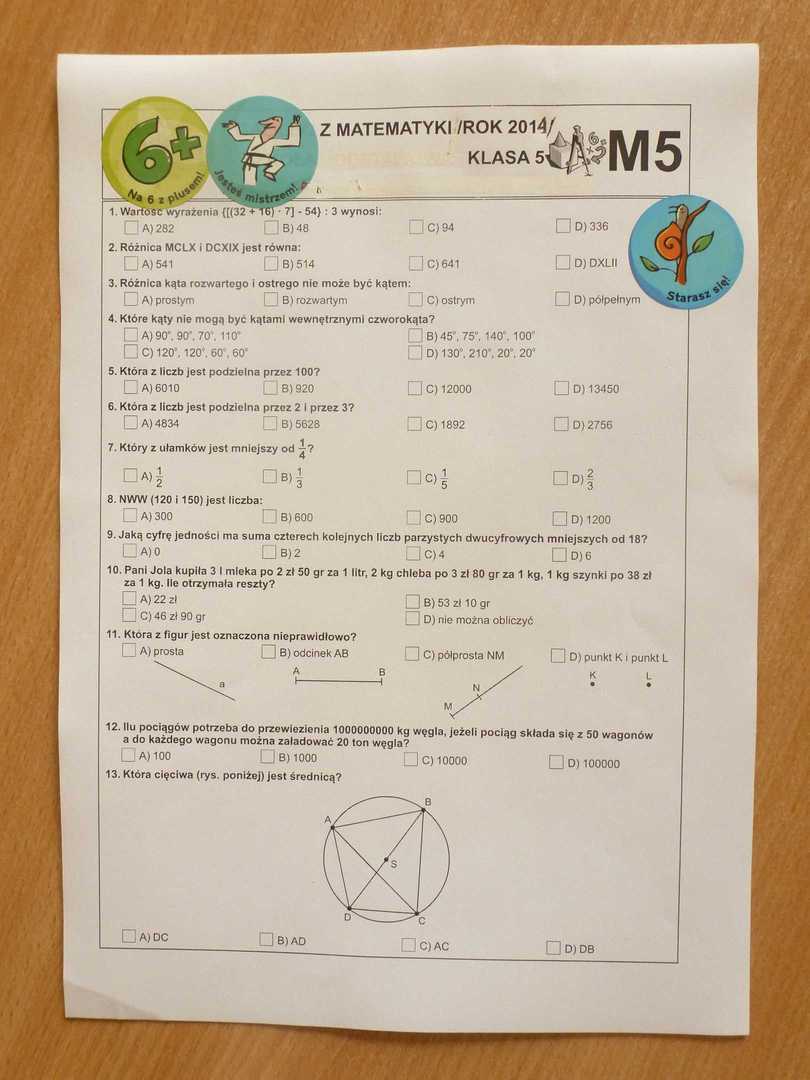 6+
Na 6 z plusem!
Jesteś mistrzem!
Z MATEMATYKI /ROK 2014/
KLASA 5
M5
Starasz się!
1. Wartość wyrażenia {[(32 + 16) · 7] - 54} : 3 wynosi:
A) 282 B) 48 C) 94 D) 336
2. Różnica MCLX i DCXIX jest równa:
A) 541 B) 514 C) 641 D) DXLII
3. Różnica kąta rozwartego i ostrego nie może być kątem:
A) prostym B) rozwartym C) ostrym D) półpełnym
4. Które kąty nie mogą być kątami wewnętrznymi czworokąta?
A) 90°, 90°, 70°, 110° B) 45°, 75°, 140°, 100°
C) 120°, 120°, 60°, 60° D) 130°, 210°, 20°, 20°
5. Która z liczb jest podzielna przez 100?
A) 6010 B) 920 C) 12000 D) 13450
6. Która z liczb jest podzielna przez 2 i przez 3?
A) 4834 B) 5628 C) 1892 D) 2756
7. Który z ułamków jest mniejszy od 1/4?
A) 1/2 B) 1/3 C) 1/5 D) 2/3
8. NWW (120 i 150) jest liczba:
A) 300 B) 600 C) 900 D) 1200
9. Jaką cyfrę jedności ma suma czterech kolejnych liczb parzystych dwucyfrowych mniejszych od 18?
A) 0 B) 2 C) 4 D) 6
10. Pani Jola kupiła 3 l mleka po 2 zł 50 gr za 1 litr, 2 kg chleba po 3 zł 80 gr za 1 kg, 1 kg szynki po 38 zł
za 1 kg. Ile otrzymała reszty?
A) 22 zł B) 53 zł 10 gr
C) 46 zł 90 gr D) nie można obliczyć
11. Która z figur jest oznaczona nieprawidłowo?
A) prosta B) odcinek AB C) półprosta NM D) punkt K i punkt L
a A B M N K L
12. Ilu pociągów potrzeba do przewiezienia 1000000000 kg węgla, jeżeli pociąg składa się z 50 wagonów
a do każdego wagonu można załadować 20 ton węgla?
A) 100 B) 1000 C) 10000 D) 100000
13. Która cięciwa (rys. poniżej) jest średnicą?
A B
S
D C
A) DC B) AD C) AC D) DB